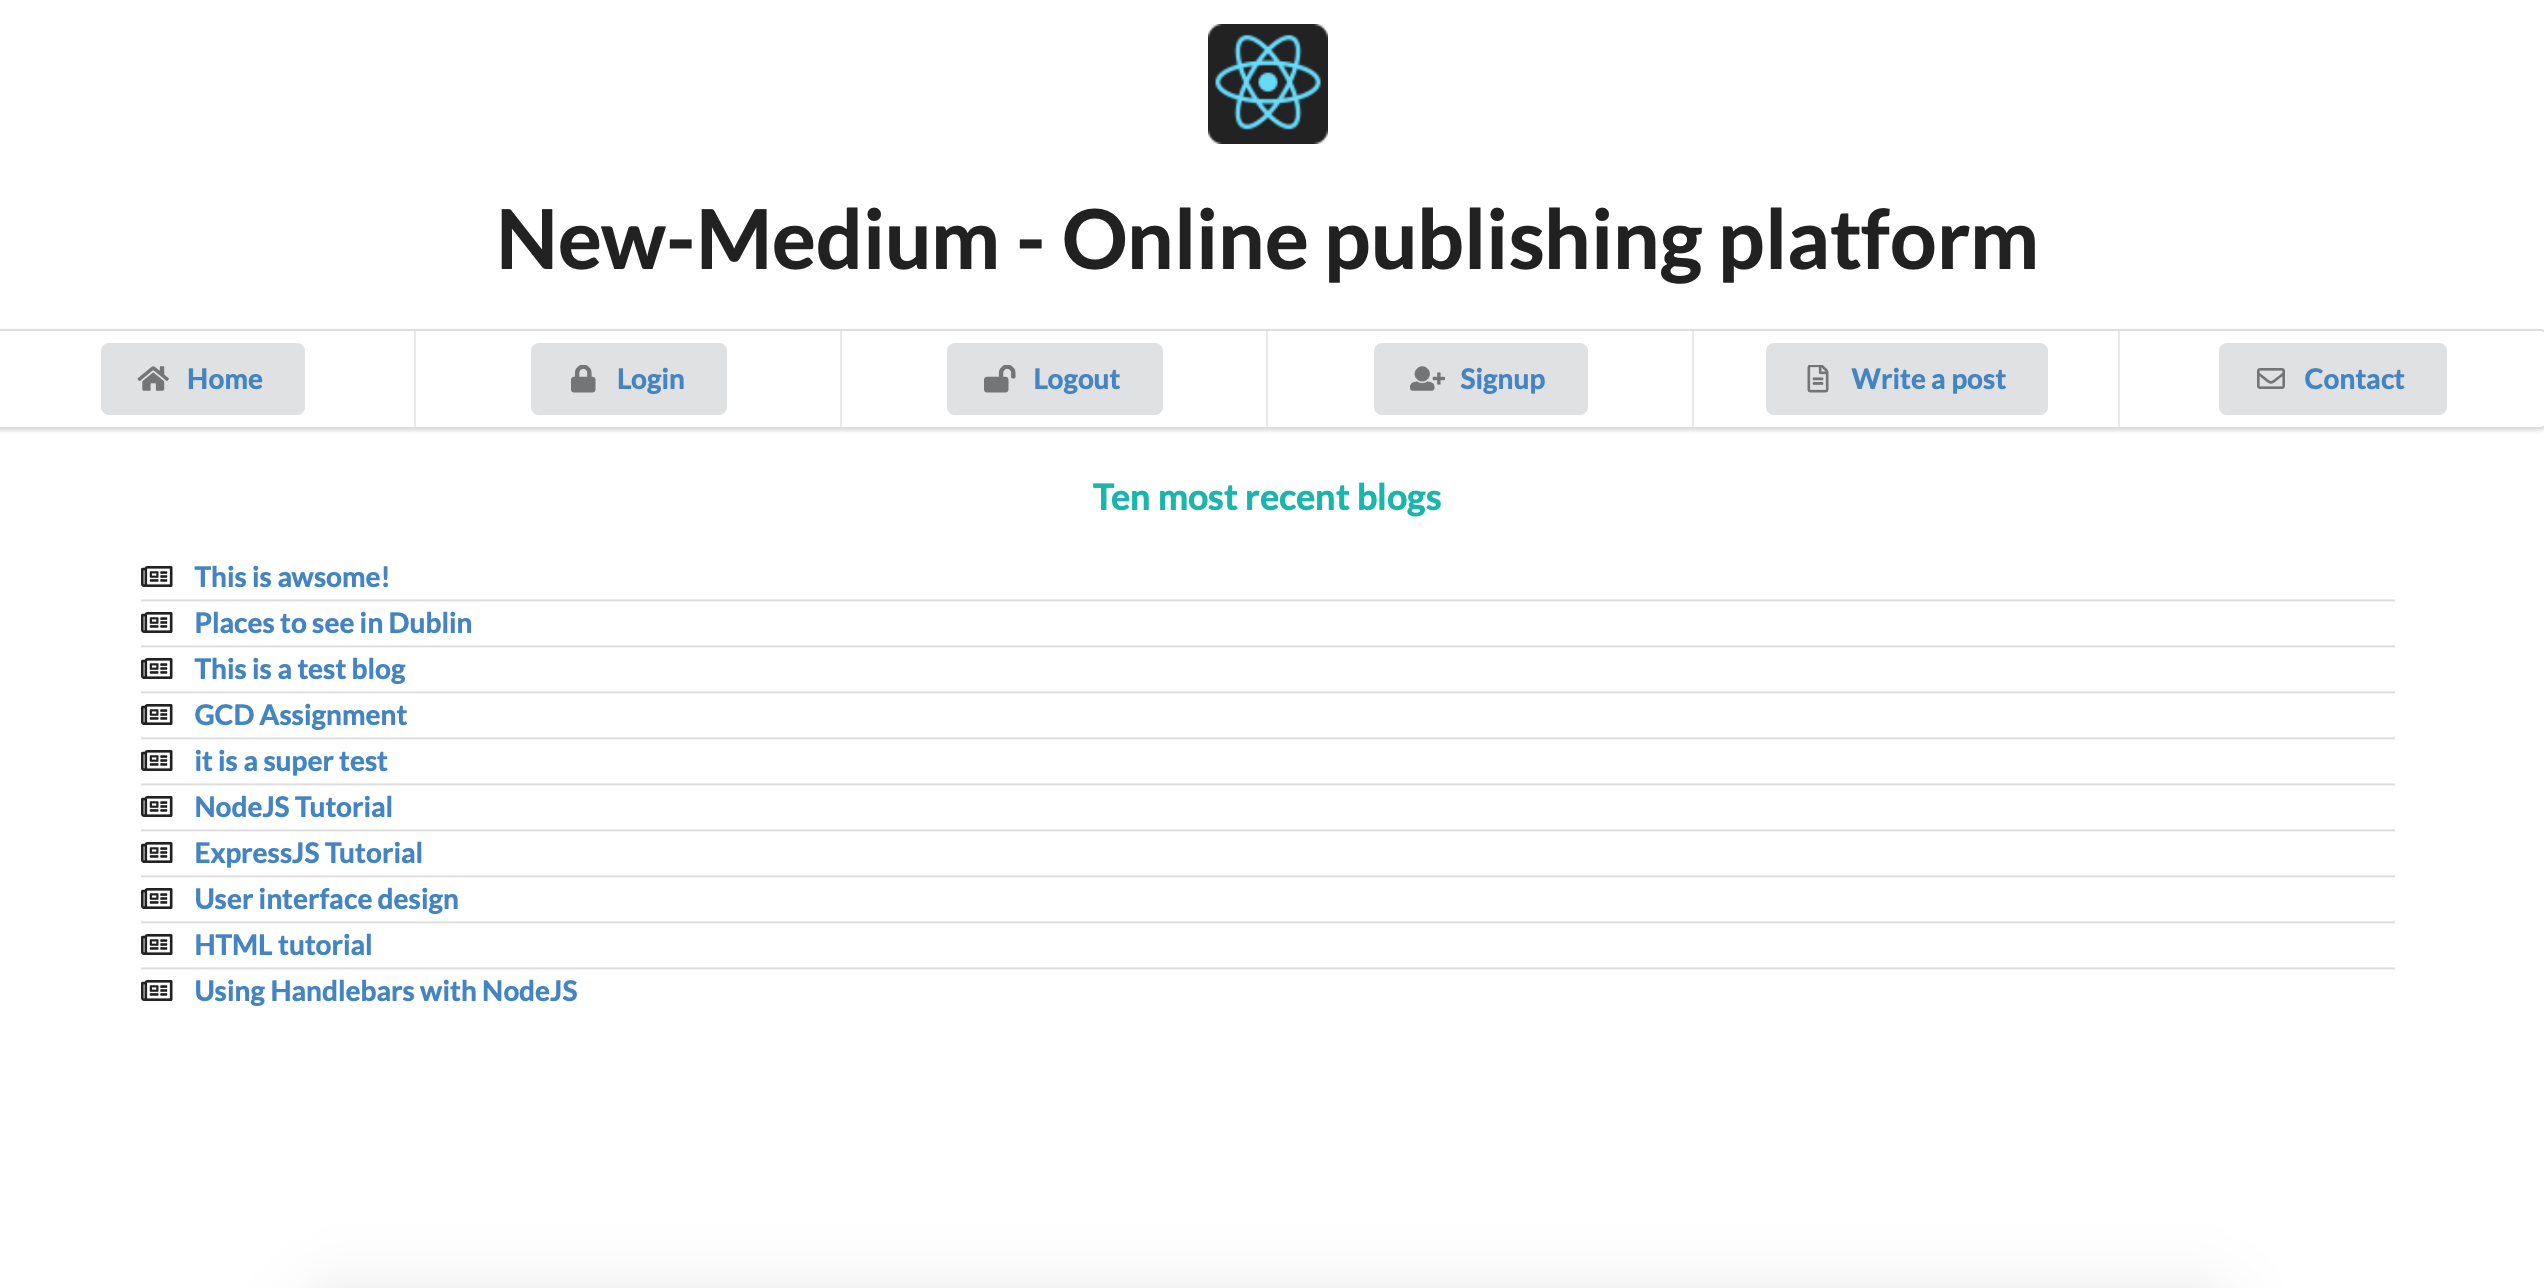 New-Medium - Online publishing platform
Home Login Logout Signup Write a post Contact
Ten most recent blogs
This is awsome!
Places to see in Dublin
This is a test blog
GCD Assignment
it is a super test
NodeJS Tutorial
ExpressJS Tutorial
User interface design
HTML tutorial
Using Handlebars with NodeJS